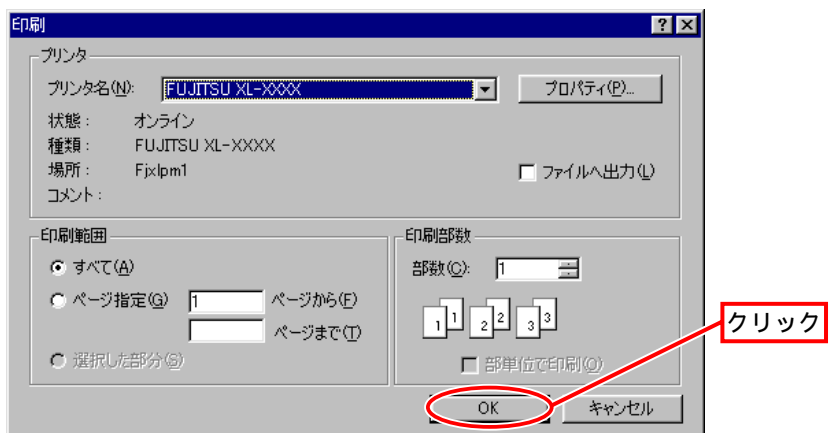 印刷
プリンタ
プリンタ名(N): FUJITSU XL-XXXX プロパティ(P)...
状態： オンライン
種類： FUJITSU XL-XXXX
場所： Fjxlpm1 ファイルへ出力(L)
コメント：
印刷範囲
すべて(A)
ページ指定(G) 1 ページから(F)
ページまで(T)
選択した部分(S)
印刷部数
部数(C): 1
1 1 2 2 3 3
部単位で印刷(O)
クリック
OK キャンセル